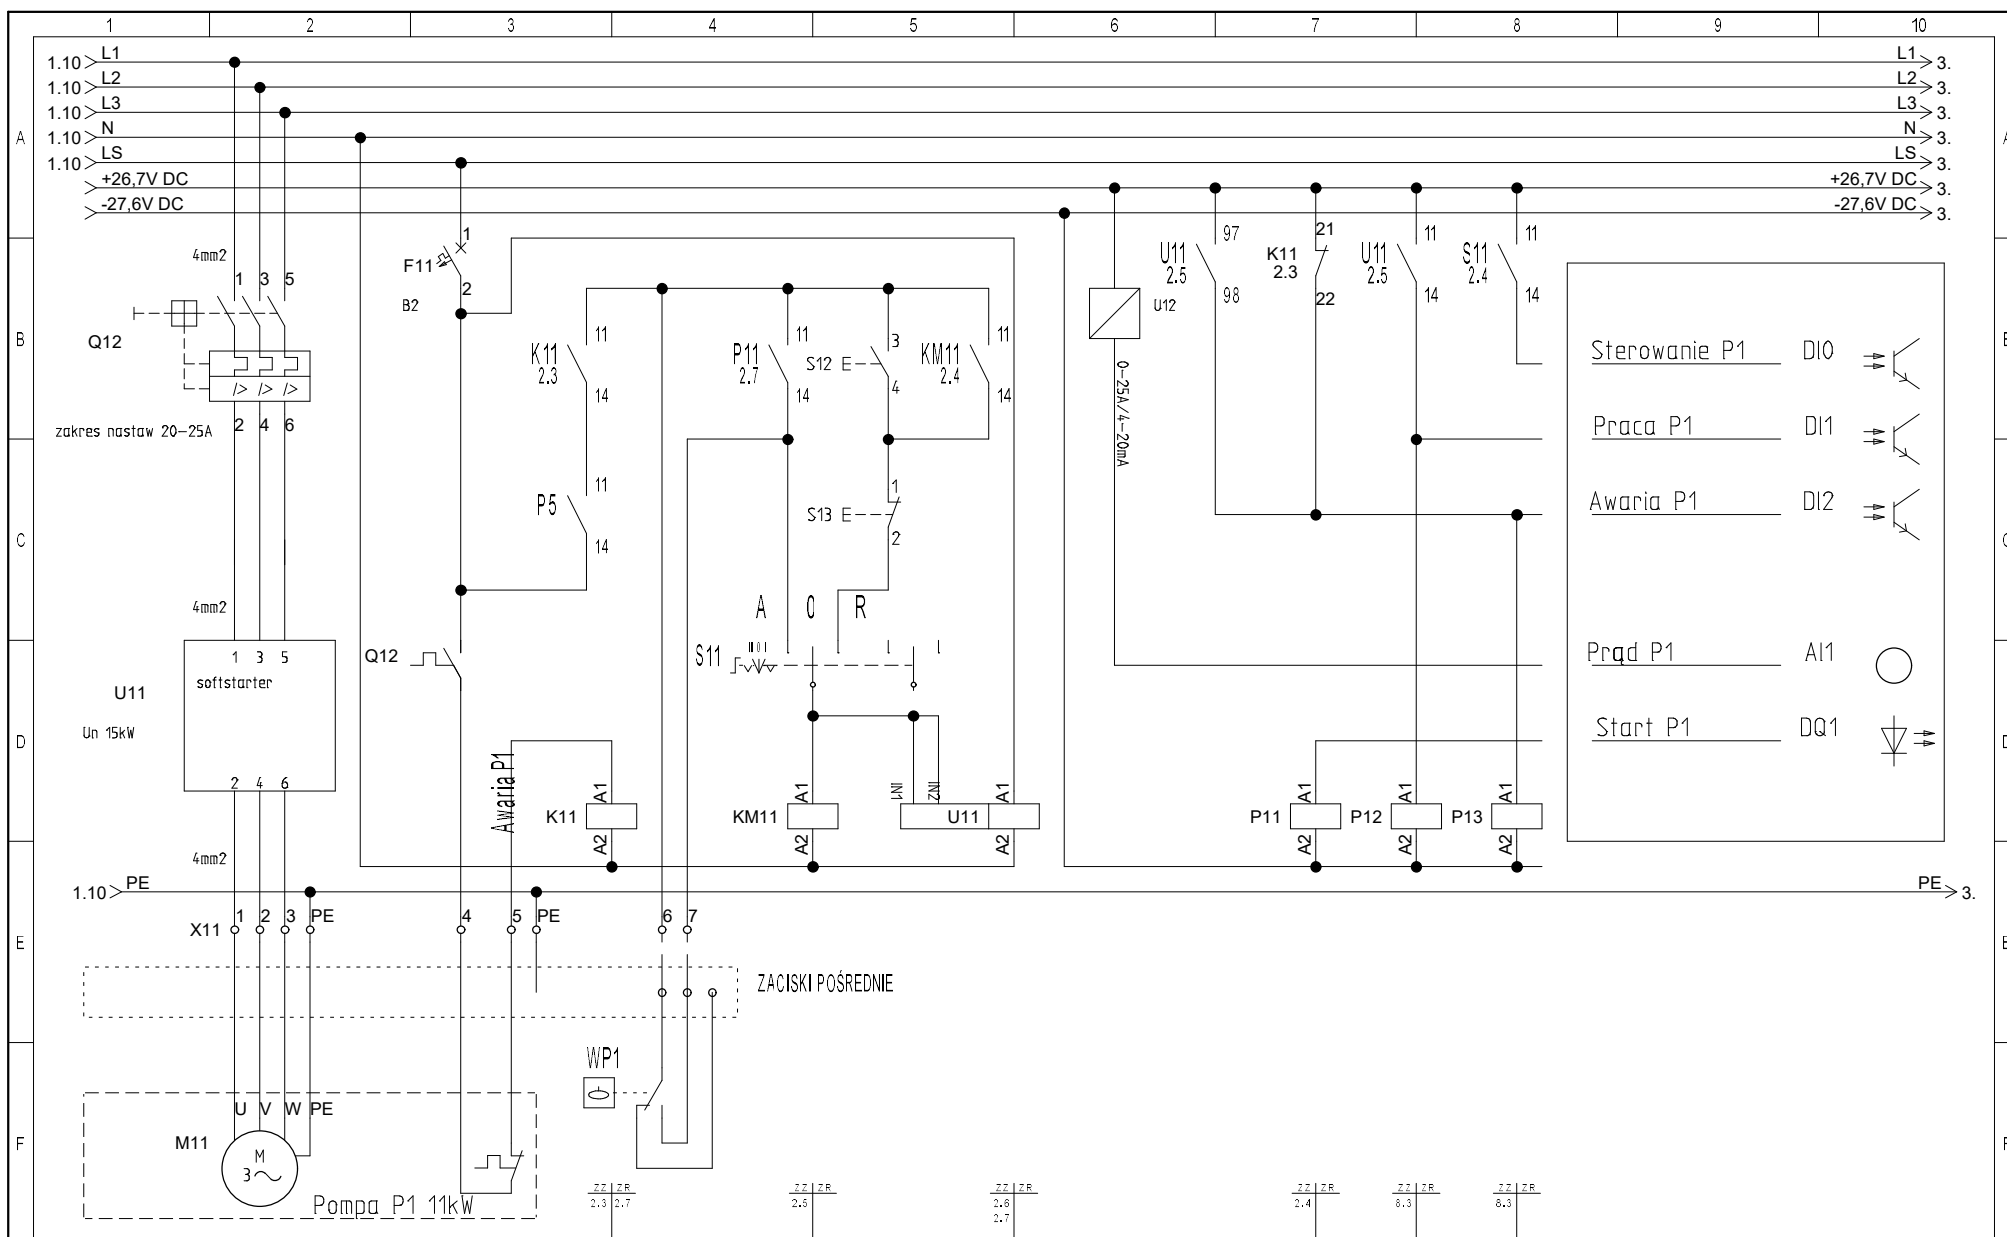 1 2 3 4 5 6 7 8 9 10
1.10 L1 L1 3.
1.10 L2 L2 3.
1.10 L3 L3 3.
A 1.10 N N 3.
1.10 LS LS 3.
+26,7V DC +26,7V DC 3.
-27,6V DC -27,6V DC 3.
4mm2
1 3 5
Q12
zakres nastaw 20-25A
/> /> />
2 4 6
F11
1
2
B2
K11
2.3
11
14
P11
2.7
11
14
S12 E
3
4
KM11
2.4
11
14
U12
0-25A/4-20mA
U11
2.5
97
98
K11
2.3
21
22
U11
2.5
11
14
S11
2.4
11
14
B
Sterowanie P1 DI0
Praca P1 DI1
Awaria P1 DI2
Prąd P1 AI1
Start P1 DQ1
C
P5
11
14
S13 E
1
2
A 0 R
S11
4mm2
1 3 5
softstarter
U11
Un 15kW
2 4 6
Q12
D
Awaria P1
K11 A1 A2
KM11 A1 A2
IN1 IN2
U11 A1 A2
P11 A1 A2
P12 A1 A2
P13 A1 A2
4mm2
1.10 PE PE 3.
X11 1 2 3 PE 4 5 PE 6 7
E
ZACISKI POŚREDNIE
WP1
U V W PE
M11
M
3
F
Pompa P1 11kW
ZZ ZR
2.3 2.7
ZZ ZR
2.5
ZZ ZR
2.6
2.7
ZZ ZR
2.4
ZZ ZR
8.3
ZZ ZR
8.3